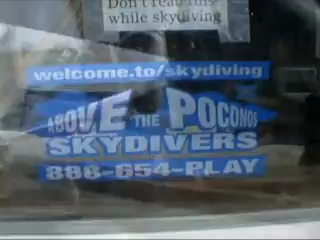 Don't read this
while skydiving
welcome.to/skydiving
ABOVE THE POCONOS
SKYDIVERS
888-654-PLAY